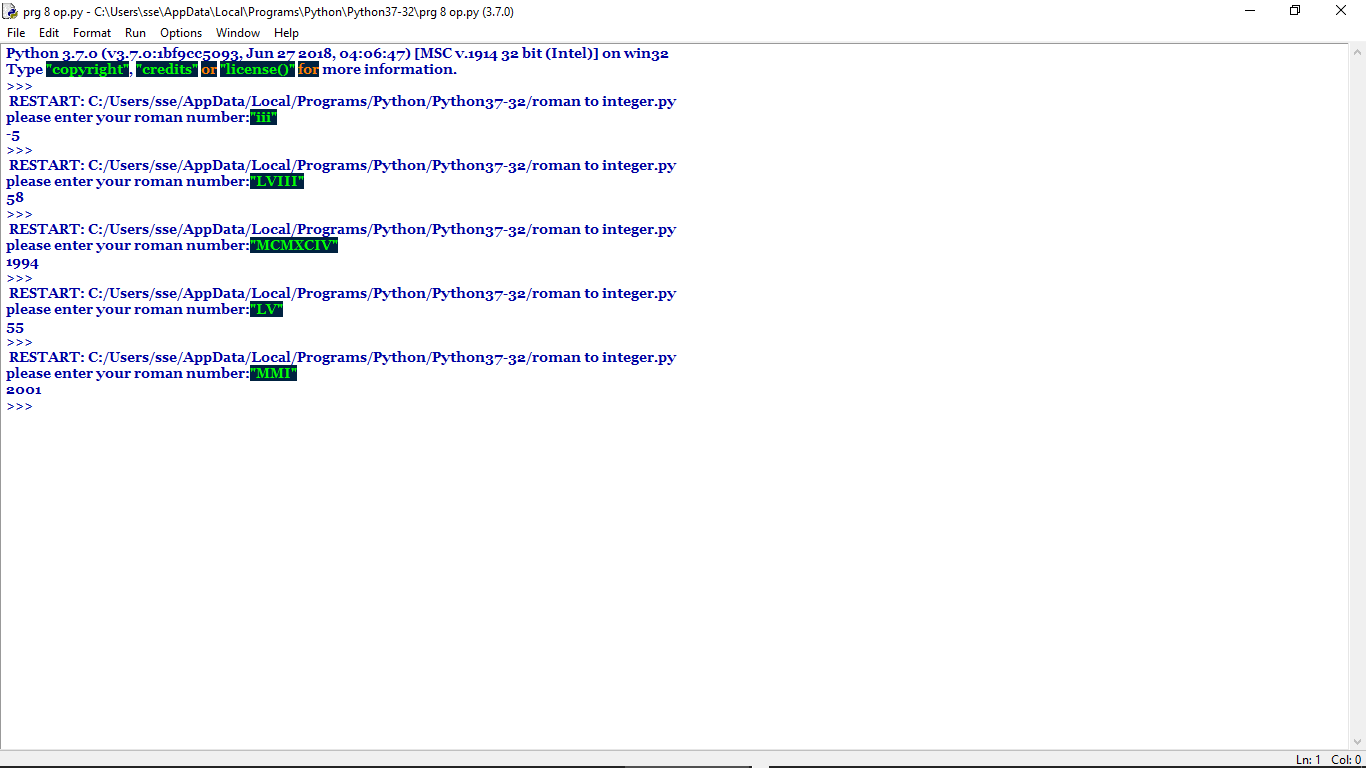 prg 8 op.py - C:\Users\sse\AppData\Local\Programs\Python\Python37-32\prg 8 op.py (3.7.0)
File Edit Format Run Options Window Help
Python 3.7.0 (v3.7.0:1bf9cc5093, Jun 27 2018, 04:06:47) [MSC v.1914 32 bit (Intel)] on win32
Type "copyright", "credits" or "license()" for more information.
>>>
RESTART: C:/Users/sse/AppData/Local/Programs/Python/Python37-32/roman to integer.py
please enter your roman number:"iii"
-5
>>>
RESTART: C:/Users/sse/AppData/Local/Programs/Python/Python37-32/roman to integer.py
please enter your roman number:"LVIII"
58
>>>
RESTART: C:/Users/sse/AppData/Local/Programs/Python/Python37-32/roman to integer.py
please enter your roman number:"MCMXCIV"
1994
>>>
RESTART: C:/Users/sse/AppData/Local/Programs/Python/Python37-32/roman to integer.py
please enter your roman number:"LV"
55
>>>
RESTART: C:/Users/sse/AppData/Local/Programs/Python/Python37-32/roman to integer.py
please enter your roman number:"MMI"
2001
>>>
Ln: 1 Col: 0